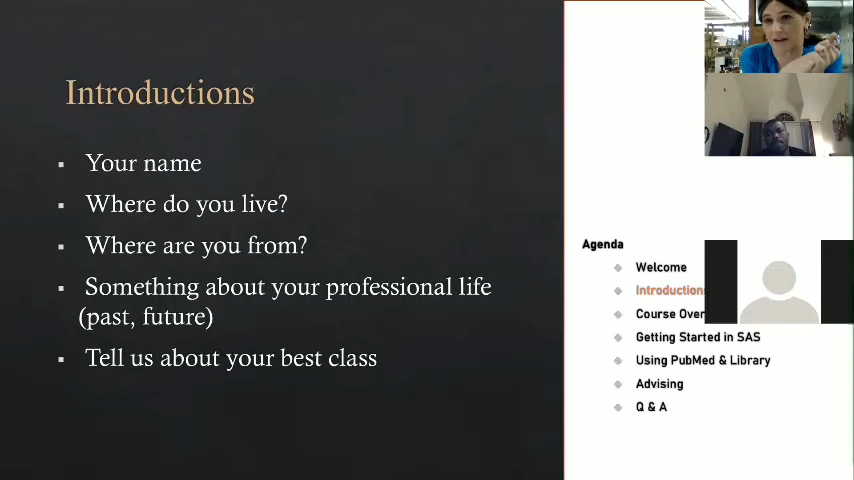 Introductions
Your name
Where do you live?
Where are you from?
Something about your professional life
(past, future)
Tell us about your best class
Agenda
Welcome
Introductions
Course Over
Getting Started in SAS
Using PubMed & Library
Advising
Q & A